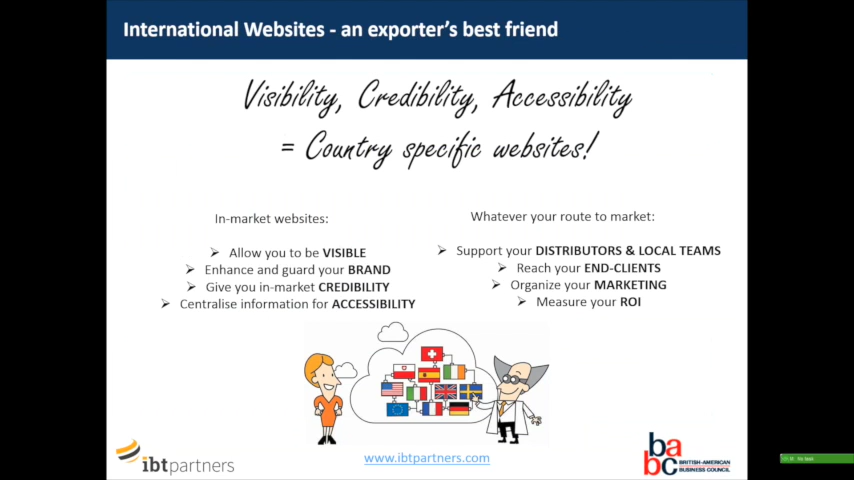 International Websites - an exporter's best friend
Visibility, Credibility, Accessibility
= Country specific websites!
In-market websites:
➢ Allow you to be VISIBLE
➢ Enhance and guard your BRAND
➢ Give you in-market CREDIBILITY
➢ Centralise information for ACCESSIBILITY
Whatever your route to market:
➢ Support your DISTRIBUTORS & LOCAL TEAMS
➢ Reach your END-CLIENTS
➢ Organize your MARKETING
➢ Measure your ROI
ibtpartners
www.ibtpartners.com
babc
BRITISH-AMERICAN
BUSINESS COUNCIL